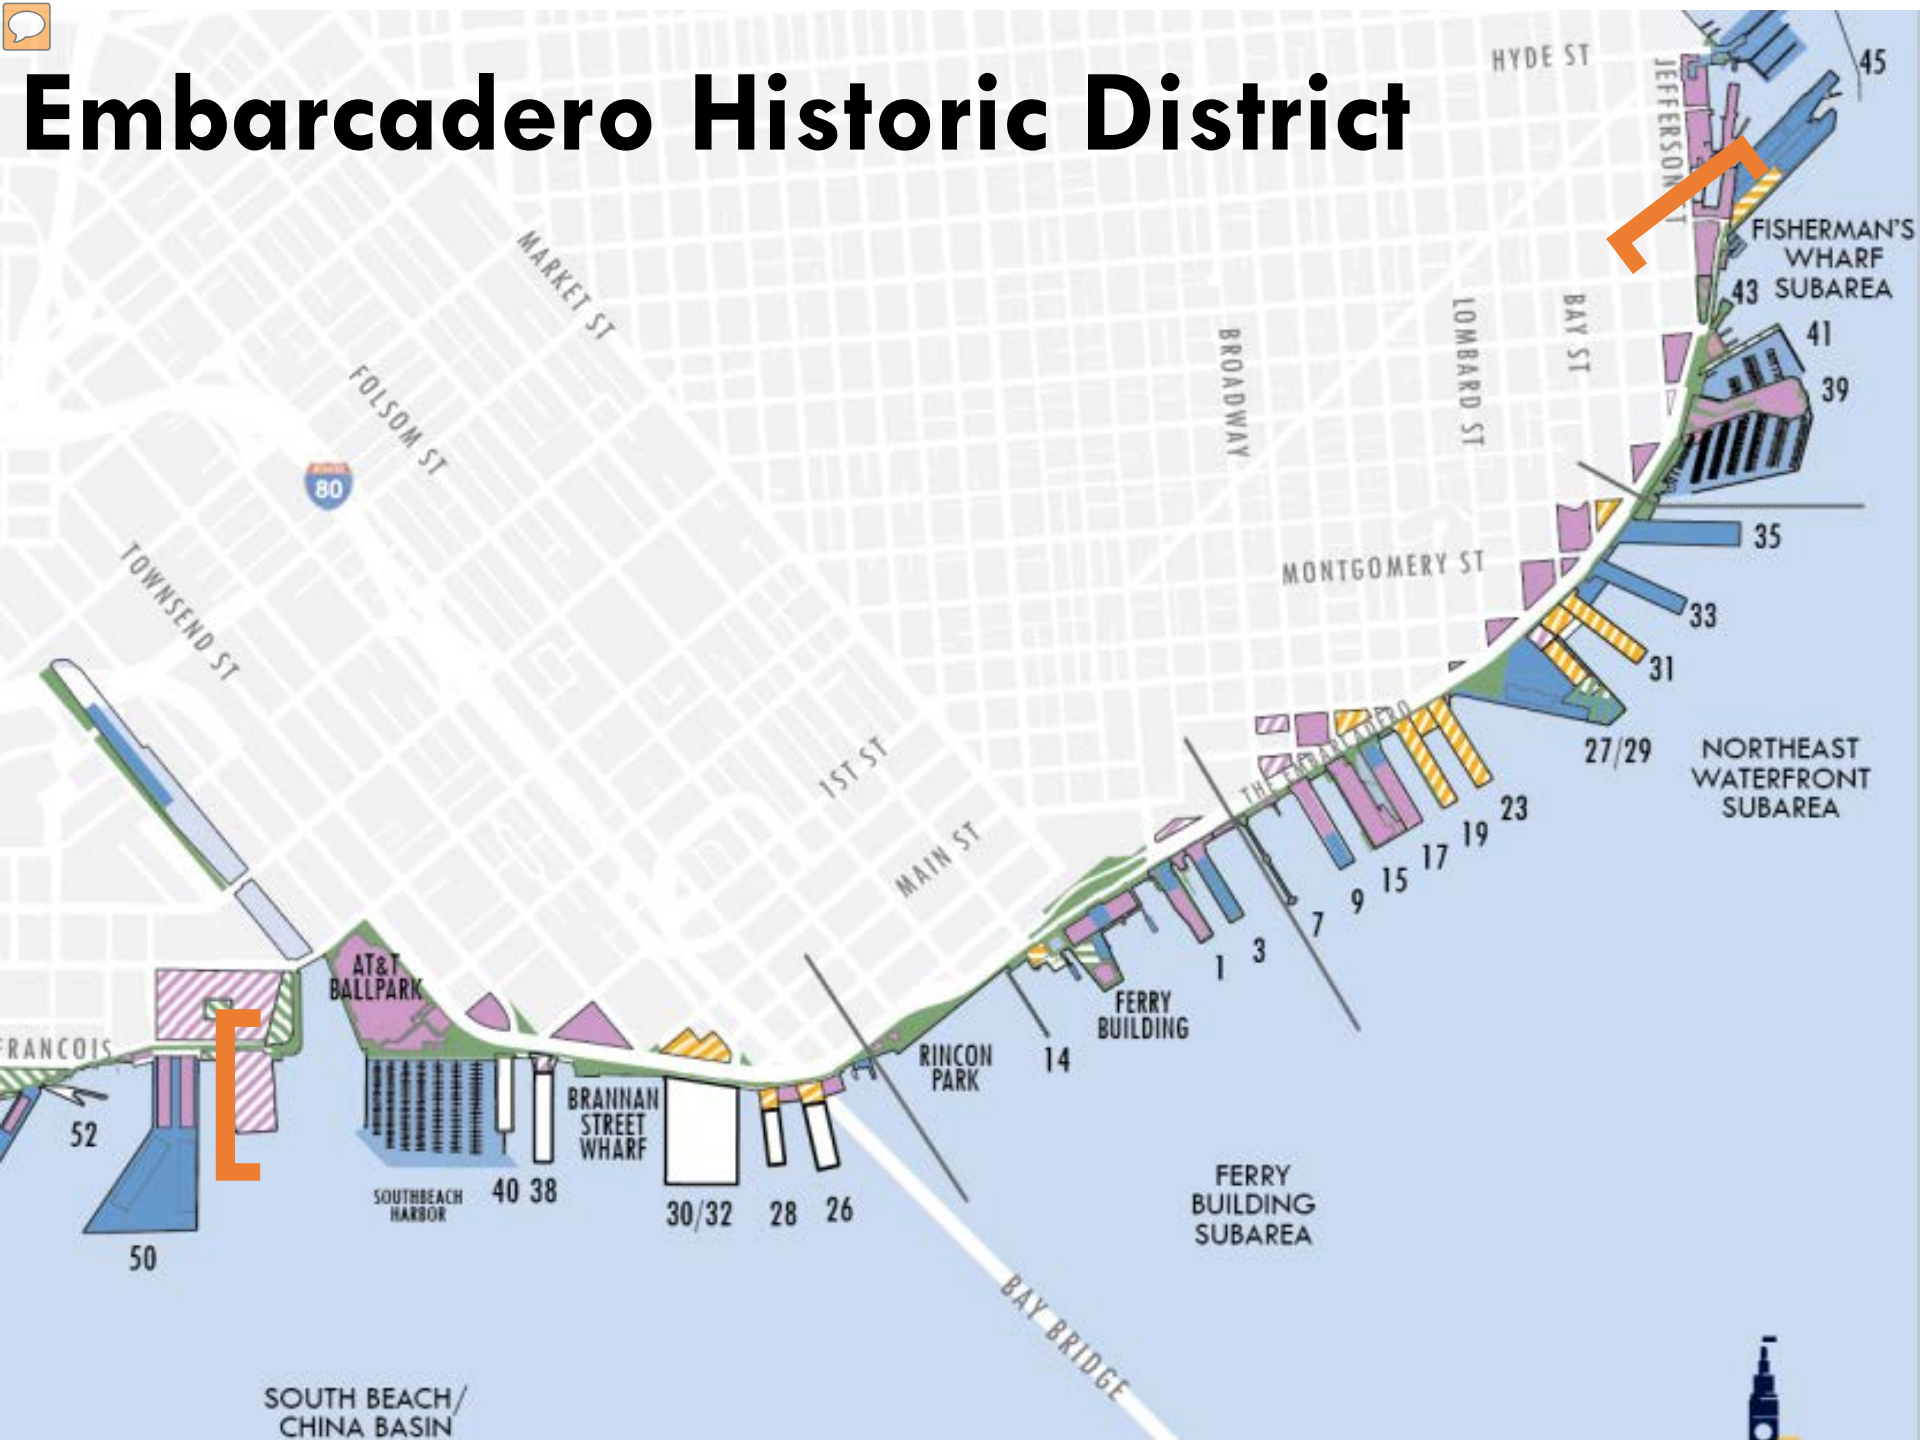 Embarcadero Historic District
HYDE ST
JEFFERSON ST
45
FISHERMAN'S
WHARF
SUBAREA
43
41
39
MARKET ST
FOLSOM ST
BROADWAY
LOMBARD ST
BAY ST
80
TOWNSEND ST
MONTGOMERY ST
35
33
31
27/29
NORTHEAST
WATERFRONT
SUBAREA
THE EMBARCADERO
23
19
17
15
9
7
3
1
1ST ST
MAIN ST
FERRY
BUILDING
14
RINCON
PARK
AT&T
BALLPARK
FRANCOIS
52
50
SOUTHBEACH
HARBOR
40
38
BRANNAN
STREET
WHARF
30/32
28
26
FERRY
BUILDING
SUBAREA
BAY BRIDGE
SOUTH BEACH/
CHINA BASIN